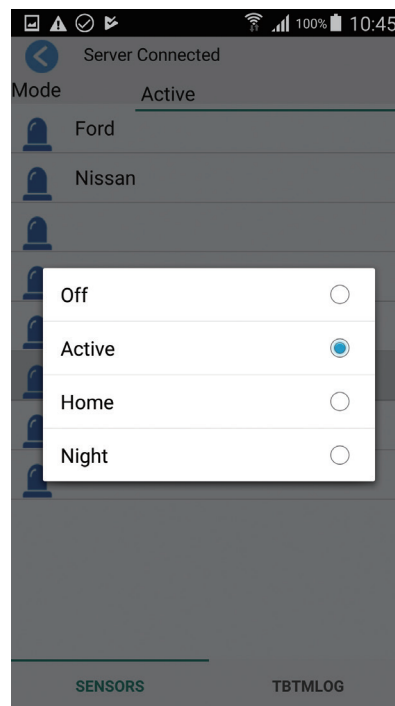 100% 10:45
Server Connected
Mode Active
Ford
Nissan
Off
Active
Home
Night
SENSORS TBTMLOG